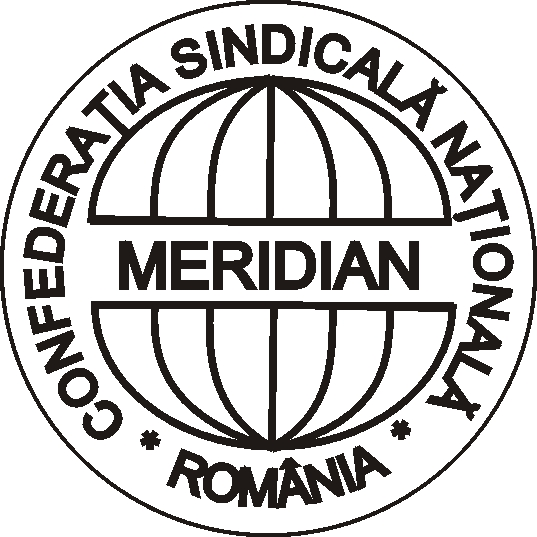 CONFEDERAȚIA SINDICALĂ NAȚIONALĂ
MERIDIAN
* ROMÂNIA *